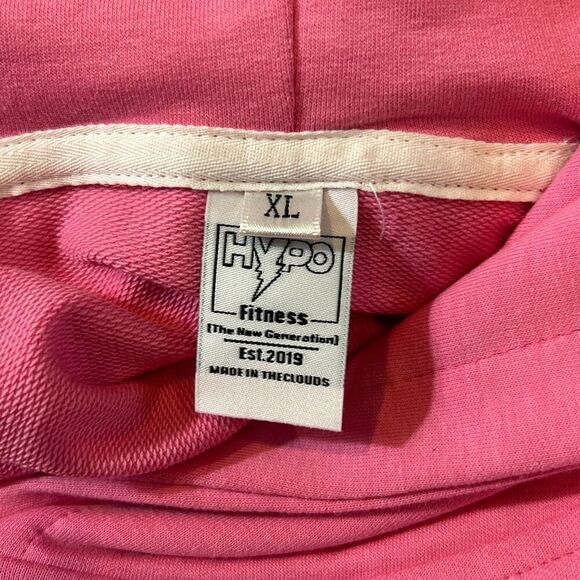 XL
HYPO
Fitness
[The New Generation]
Est.2019
MADE IN THECLOUDS